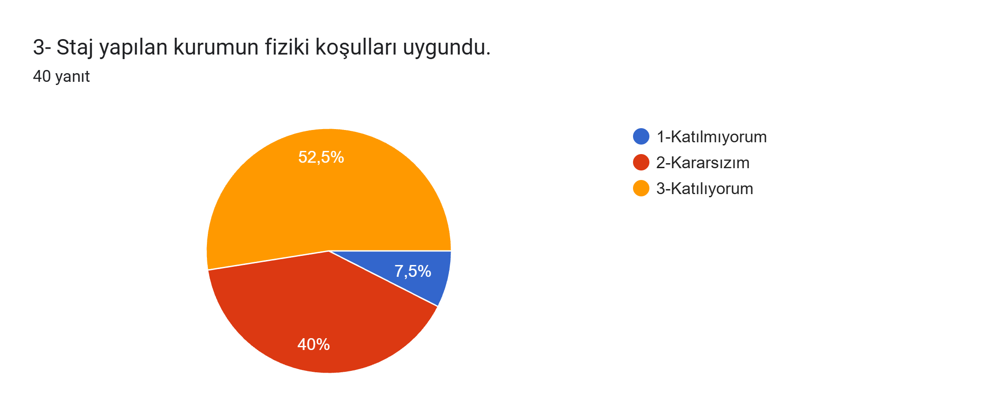 3- Staj yapılan kurumun fiziki koşulları uygundu.
40 yanıt
52,5%
7,5%
40%
1-Katılmıyorum
2-Kararsızım
3-Katılıyorum